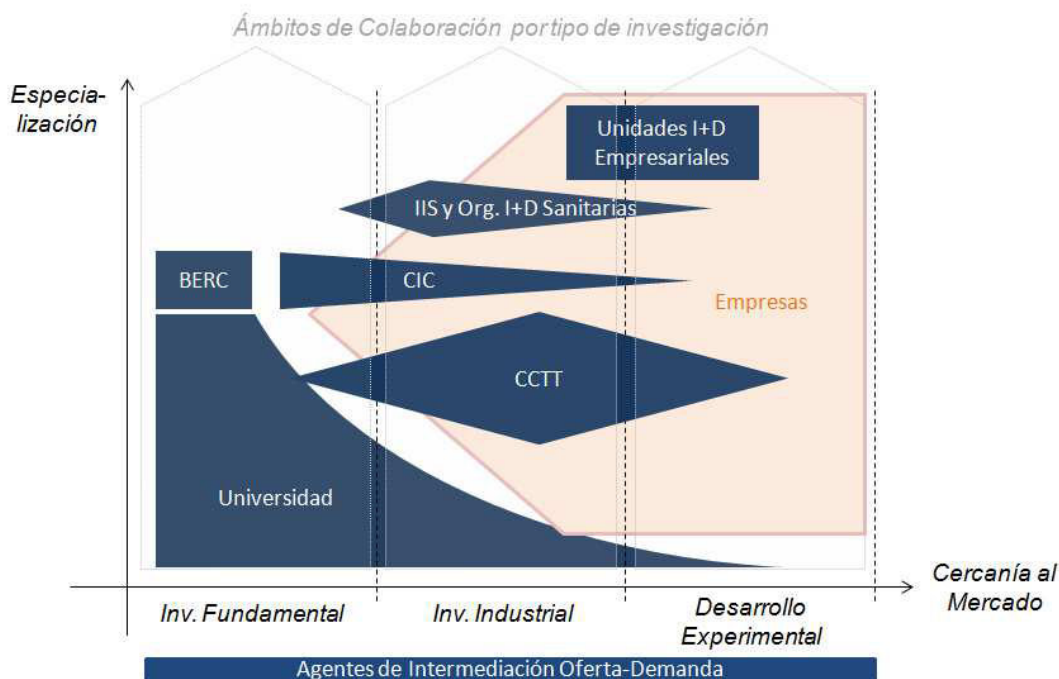 Ámbitos de Colaboración por tipo de investigación
Especia-
lización
Unidades I+D
Empresariales
IIS y Org. I+D Sanitarias
BERC
CIC
Empresas
CCTT
Universidad
Cercanía al
Mercado
Inv. Fundamental
Inv. Industrial
Desarrollo
Experimental
Agentes de Intermediación Oferta-Demanda